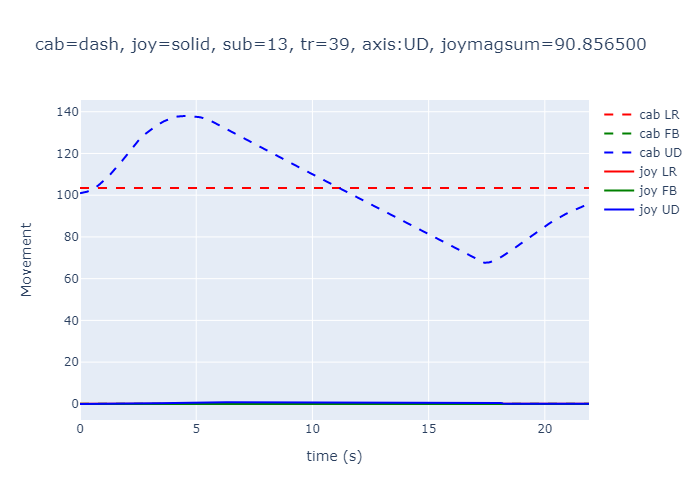 cab=dash, joy=solid, sub=13, tr=39, axis:UD, joymagsum=90.856500
140
120
100
80
60
40
20
0
0
5
10
15
20
Movement
time (s)
cab LR
cab FB
cab UD
joy LR
joy FB
joy UD